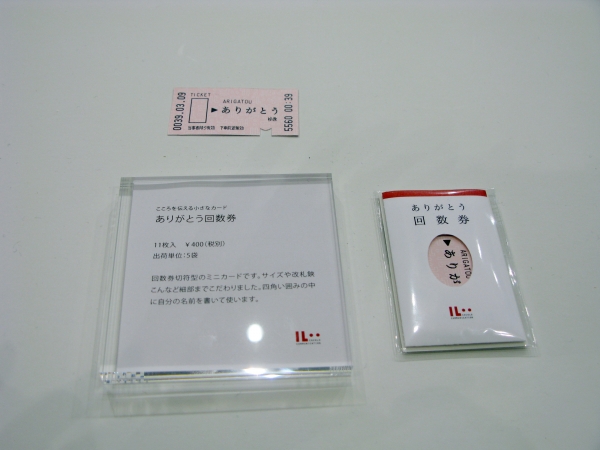 TICKET
ARIGATOU
▶ありがとう
0039.03.09
5560 00:39
下車前途無効
こころを伝える小さなカード
ありがとう回数券
11枚入 ¥400(税別)
出荷単位:5袋
回数券切符型のミニカードです。サイズや改札鋏
こんなど細部までこだわりました。四角い囲みの中
に自分の名前を書いて使います。
ありがとう
回数券
ARIGATOU
▶ありが